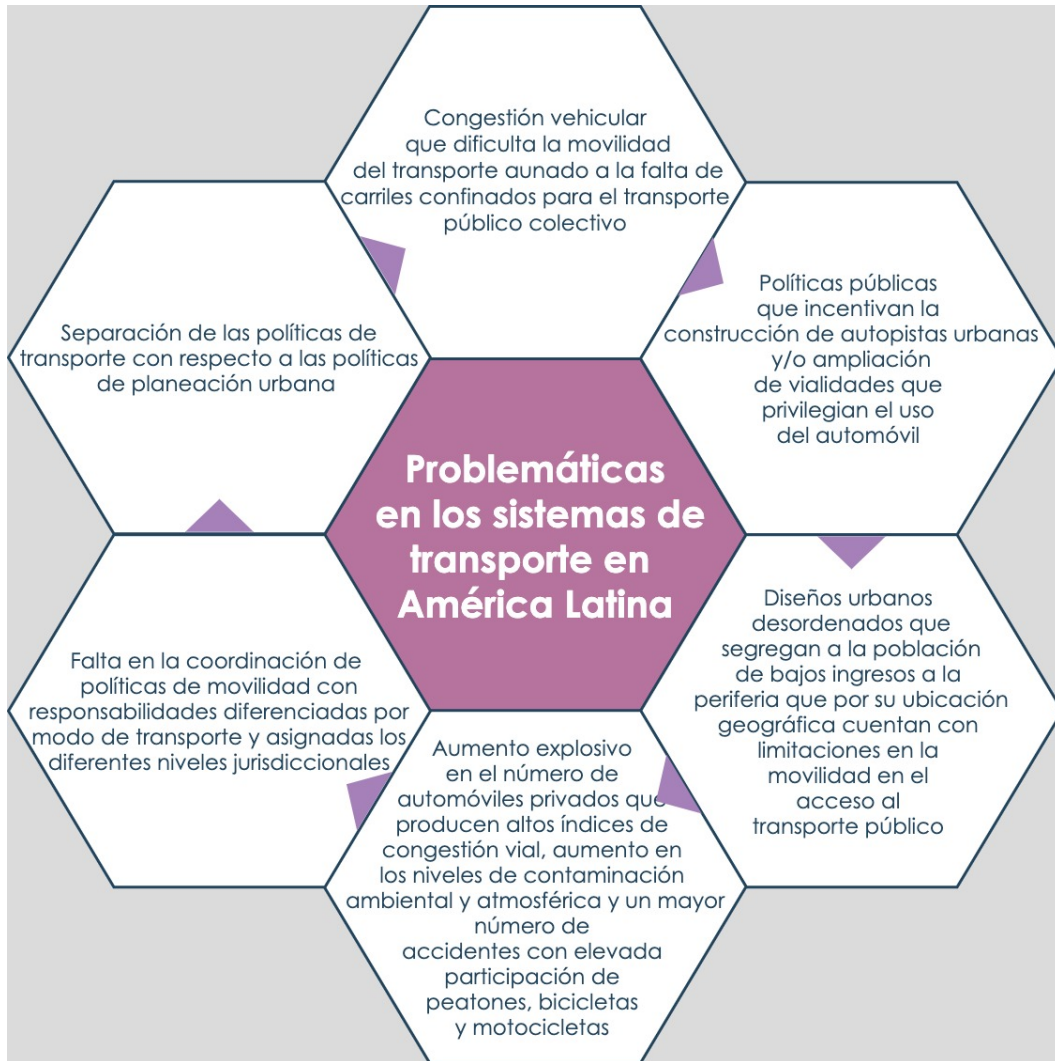 Congestión vehicular
que dificulta la movilidad
del transporte aunado a la falta de
carriles confinados para el transporte
público colectivo
Políticas públicas
que incentivan la
construcción de autopistas urbanas
y/o ampliación
de vialidades que
privilegian el uso
del automóvil
Diseños urbanos
desordenados que
segregan a la población
de bajos ingresos a la
periferia que por su ubicación
geográfica cuentan con
limitaciones en la
movilidad en el
acceso al
transporte público
Aumento explosivo
en el número de
automóviles privados que
producen altos índices de
congestión vial, aumento en
los niveles de contaminación
ambiental y atmosférica y un mayor
número de
accidentes con elevada
participación de
peatones, bicicletas
y motocicletas
Falta en la coordinación de
políticas de movilidad con
responsabilidades diferenciadas por
modo de transporte y asignadas los
diferentes niveles jurisdiccionales
Separación de las políticas de
transporte con respecto a las políticas
de planeación urbana
Problemáticas
en los sistemas de
transporte en
América Latina